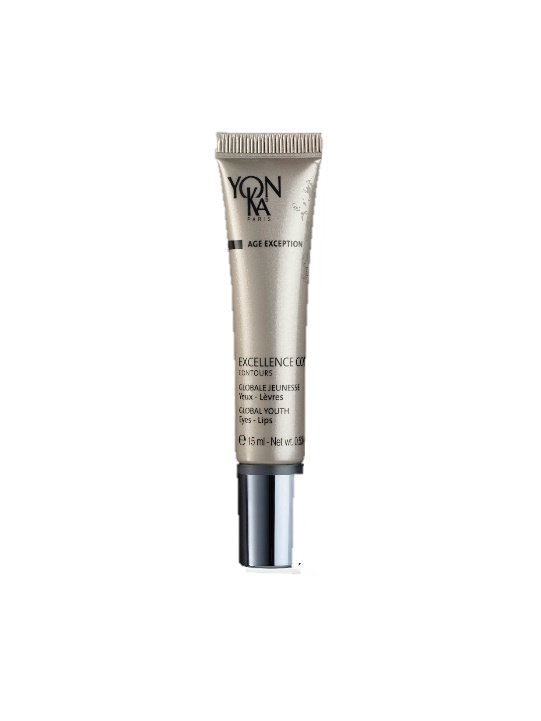 YON
KA
PARIS
AGE EXCEPTION
EXCELLENCE CO
CONTOURS
GLOBALE JEUNESSE
Yeux - Lèvres
GLOBAL YOUTH
Eyes - Lips
℮ 15 ml - Net wt.